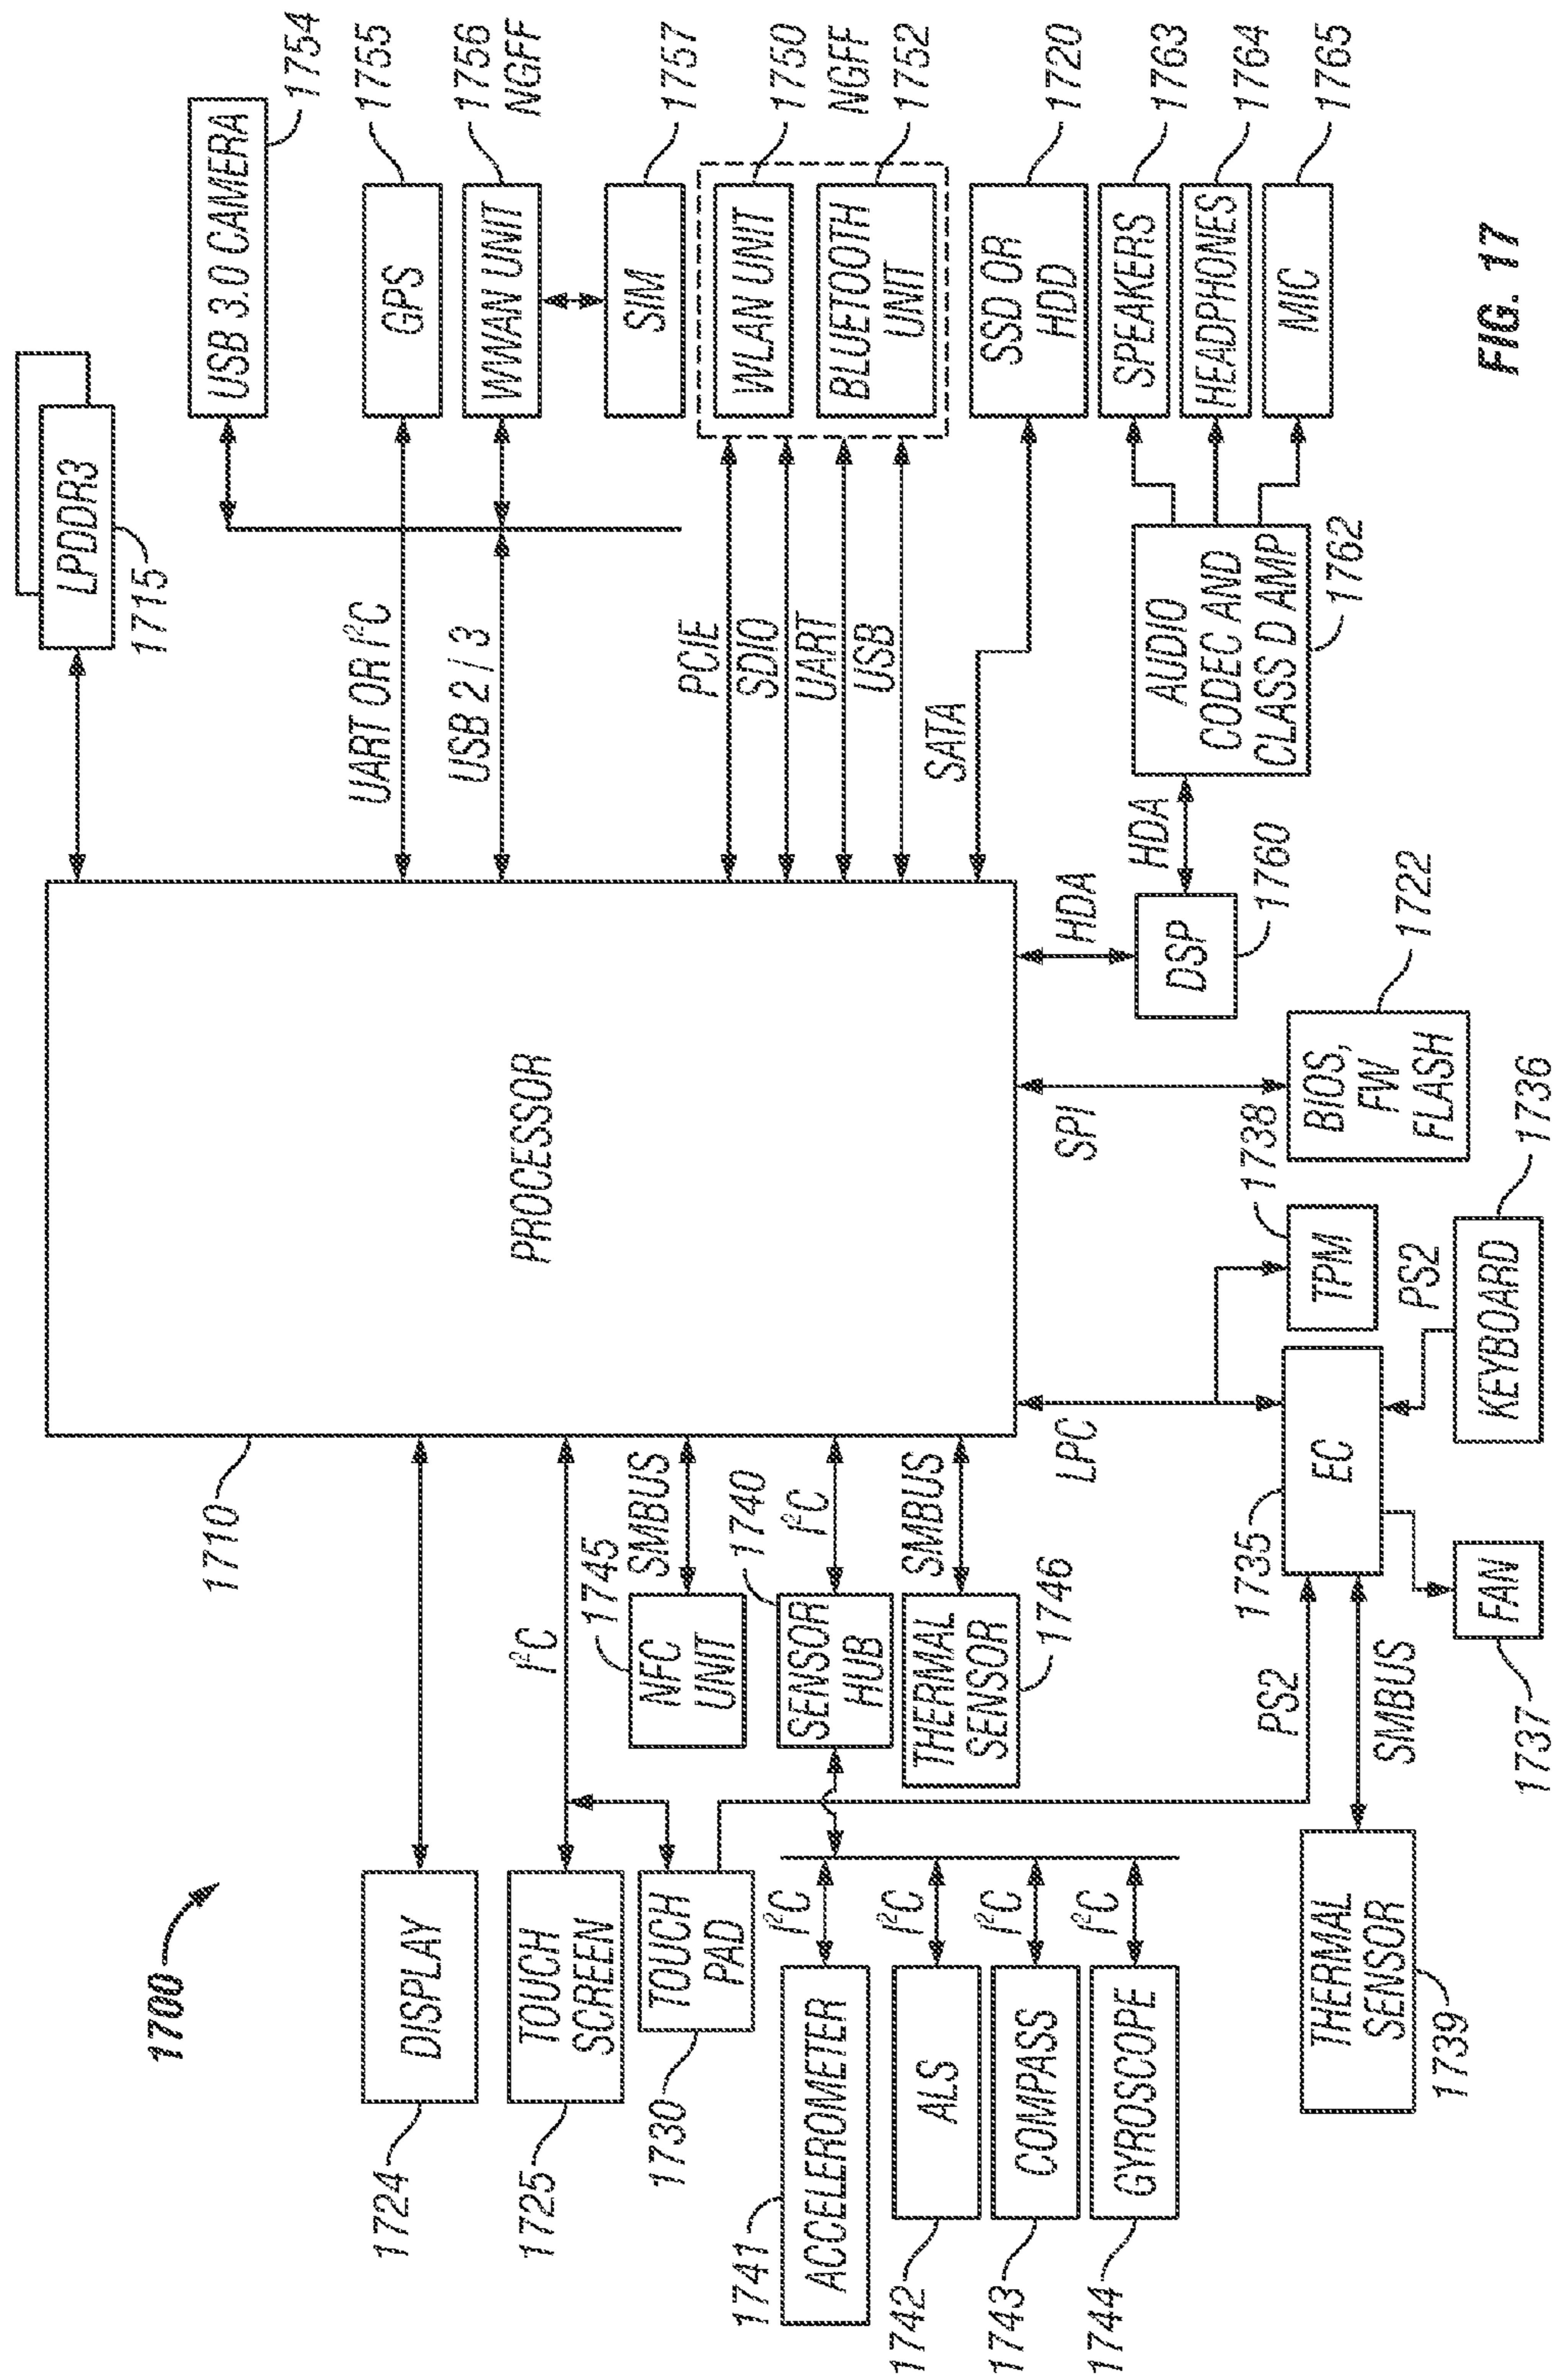 1700
1724
DISPLAY
1725
TOUCH
SCREEN
1730
TOUCH
PAD
1741
ACCELEROMETER
I²C
1742
ALS
I²C
1743
COMPASS
I²C
1744
GYROSCOPE
I²C
1710
PROCESSOR
I²C
1745
NFC
UNIT
SMBUS
1740
SENSOR
HUB
I²C
THERMAL
SENSOR
SMBUS
1746
THERMAL
SENSOR
1739
SMBUS
PS2
1735
EC
LPC
FAN
1737
KEYBOARD
1736
PS2
TPM
1738
SPI
BIOS,
FW
FLASH
1722
HDA
DSP
1760
HDA
AUDIO
CODEC AND
CLASS D AMP
1762
LPDDR3
1715
USB 3.0 CAMERA
1754
UART OR I²C
GPS
1755
USB 2 / 3
WWAN UNIT
1756
NGFF
SIM
1757
PCIE
SDIO
UART
USB
WLAN UNIT
1750
NGFF
BLUETOOTH
UNIT
1752
SATA
SSD OR
HDD
1720
SPEAKERS
1763
HEADPHONES
1764
MIC
1765
FIG. 17